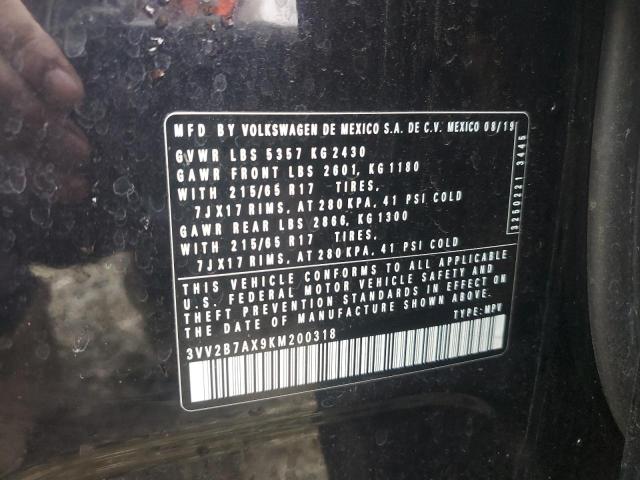 MFD BY VOLKSWAGEN DE MEXICO S.A. DE C.V. MEXICO 08/19
GVWR LBS 5357 KG 2430
GAWR FRONT LBS 2601, KG 1180
WITH 215/65 R17 TIRES,
7JX17 RIMS, AT 280 KPA, 41 PSI COLD
GAWR REAR LBS 2866, KG 1300
WITH 215/65 R17 TIRES,
7JX17 RIMS, AT 280 KPA, 41 PSI COLD
3250221 3445
THIS VEHICLE CONFORMS TO ALL APPLICABLE
U.S. FEDERAL MOTOR VEHICLE SAFETY AND
THEFT PREVENTION STANDARDS IN EFFECT ON
THE DATE OF MANUFACTURE SHOWN ABOVE.
3VV2B7AX9KM200318
TYPE: MPV